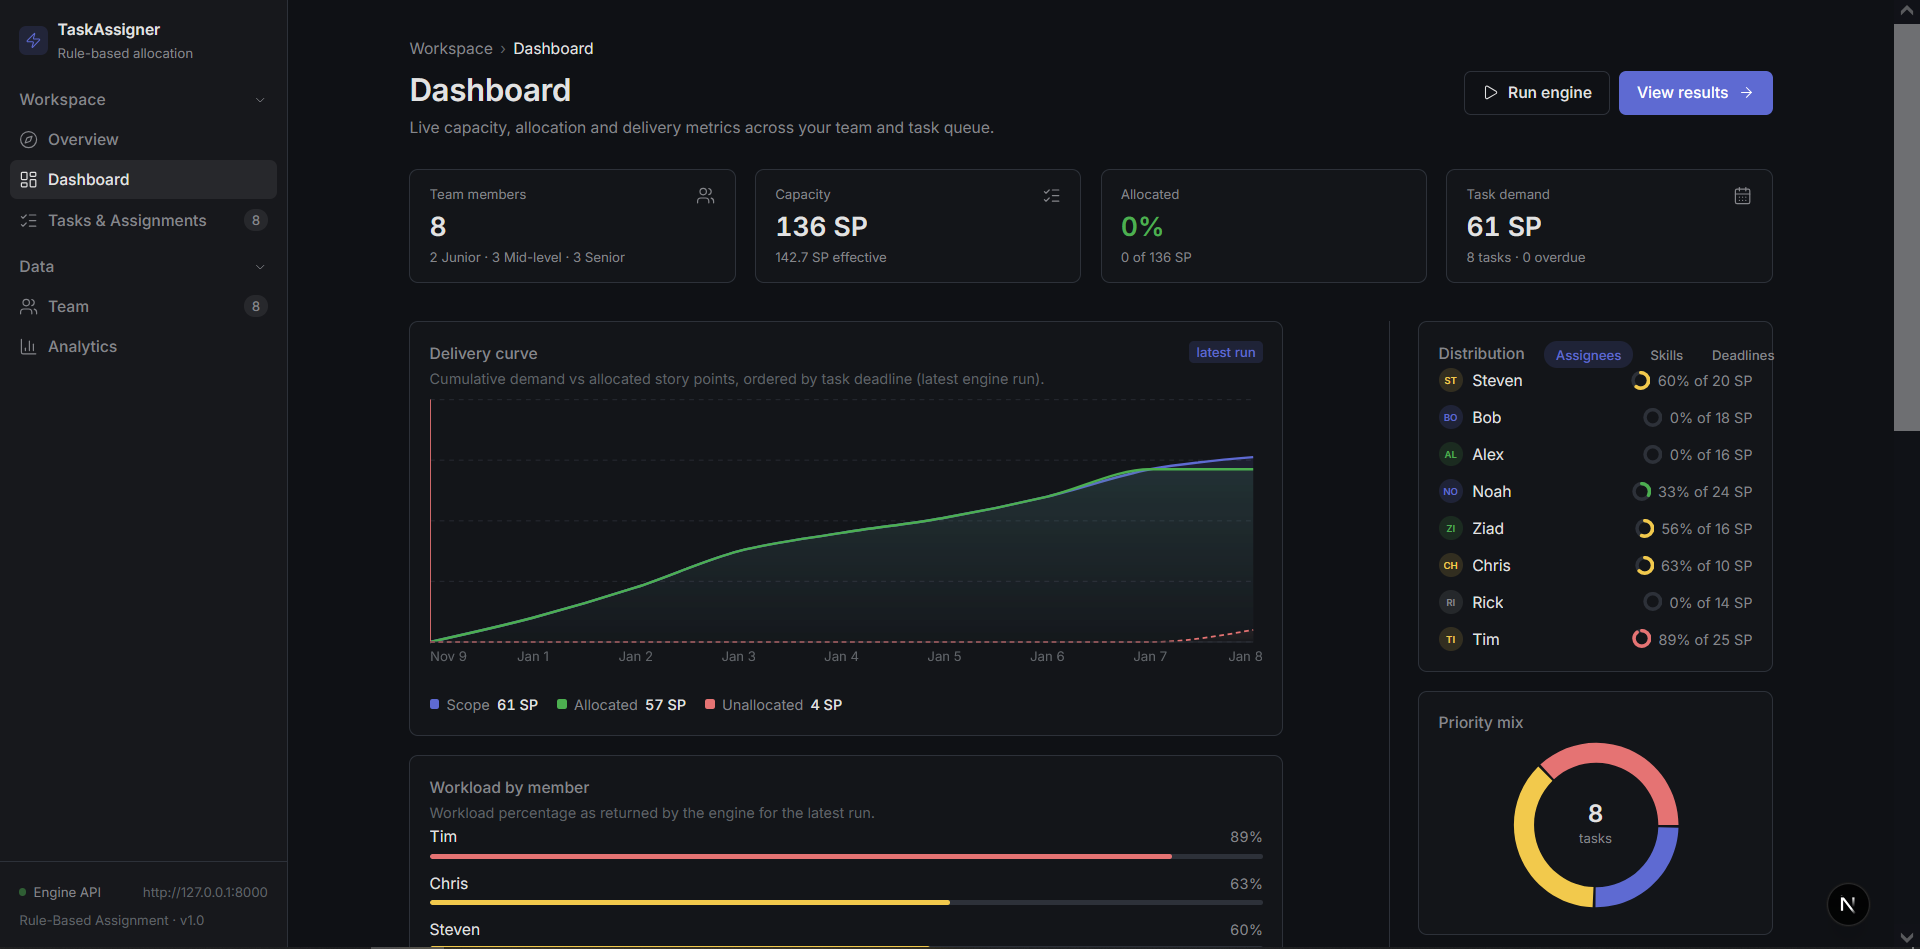 TaskAssigner
Rule-based allocation
Workspace
Overview
Dashboard
Tasks & Assignments 8
Data
Team 8
Analytics
Engine API http://127.0.0.1:8000
Rule-Based Assignment · v1.0
Workspace › Dashboard
Dashboard
Live capacity, allocation and delivery metrics across your team and task queue.
Run engine
View results
Team members
8
2 Junior · 3 Mid-level · 3 Senior
Capacity
136 SP
142.7 SP effective
Allocated
0%
0 of 136 SP
Task demand
61 SP
8 tasks · 0 overdue
Delivery curve
latest run
Cumulative demand vs allocated story points, ordered by task deadline (latest engine run).
Nov 9 Jan 1 Jan 2 Jan 3 Jan 4 Jan 5 Jan 6 Jan 7 Jan 8
Scope 61 SP Allocated 57 SP Unallocated 4 SP
Workload by member
Workload percentage as returned by the engine for the latest run.
Tim 89%
Chris 63%
Steven 60%
Distribution Assignees Skills Deadlines
ST Steven 60% of 20 SP
BO Bob 0% of 18 SP
AL Alex 0% of 16 SP
NO Noah 33% of 24 SP
ZI Ziad 56% of 16 SP
CH Chris 63% of 10 SP
RI Rick 0% of 14 SP
TI Tim 89% of 25 SP
Priority mix
8
tasks
N